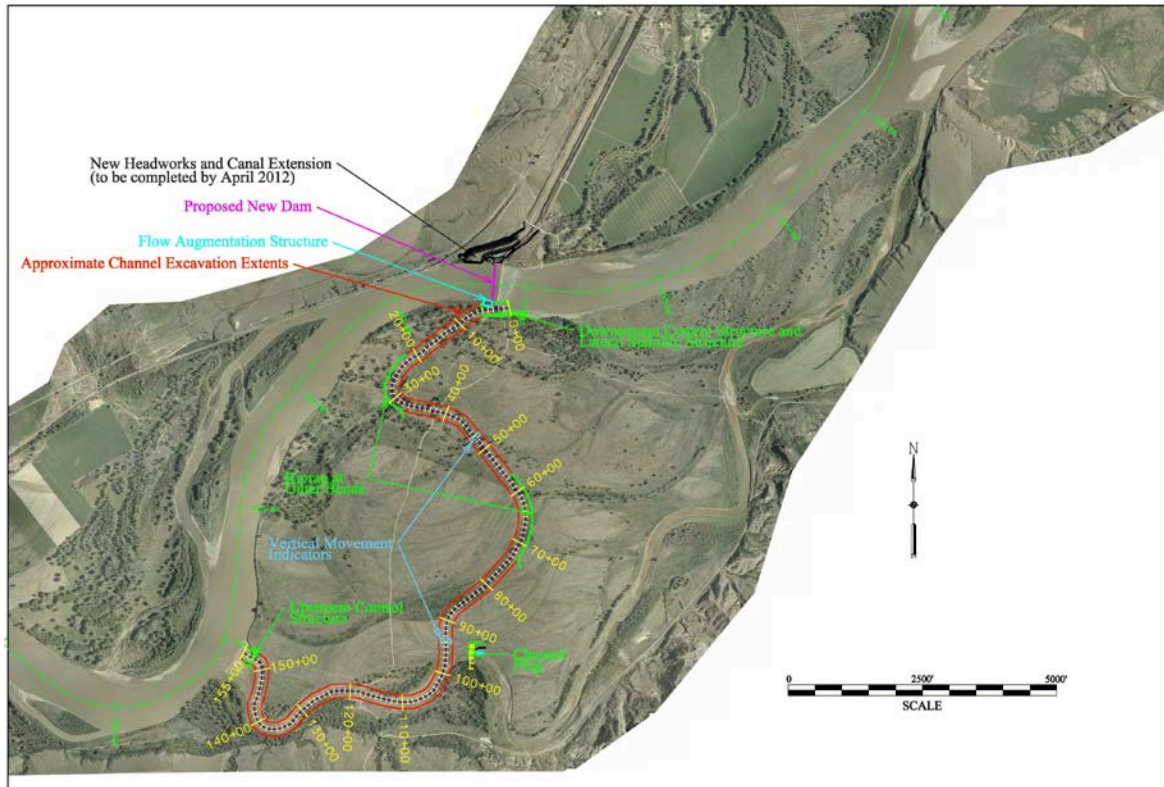 New Headworks and Canal Extension
(to be completed by April 2012)
Proposed New Dam
Flow Augmentation Structure
Approximate Channel Excavation Extents
Downstream Control Structure and
Lateral Stability Structure
0+00
10+00
20+00
30+00
40+00
50+00
60+00
Riprap at
Outer Bends
N
Vertical Movement
Indicators
70+00
80+00
Upstream Control
Structure
90+00
Channel
Plug
100+00
155+00
150+00
140+00
130+00
120+00
110+00
0
2500'
5000'
SCALE